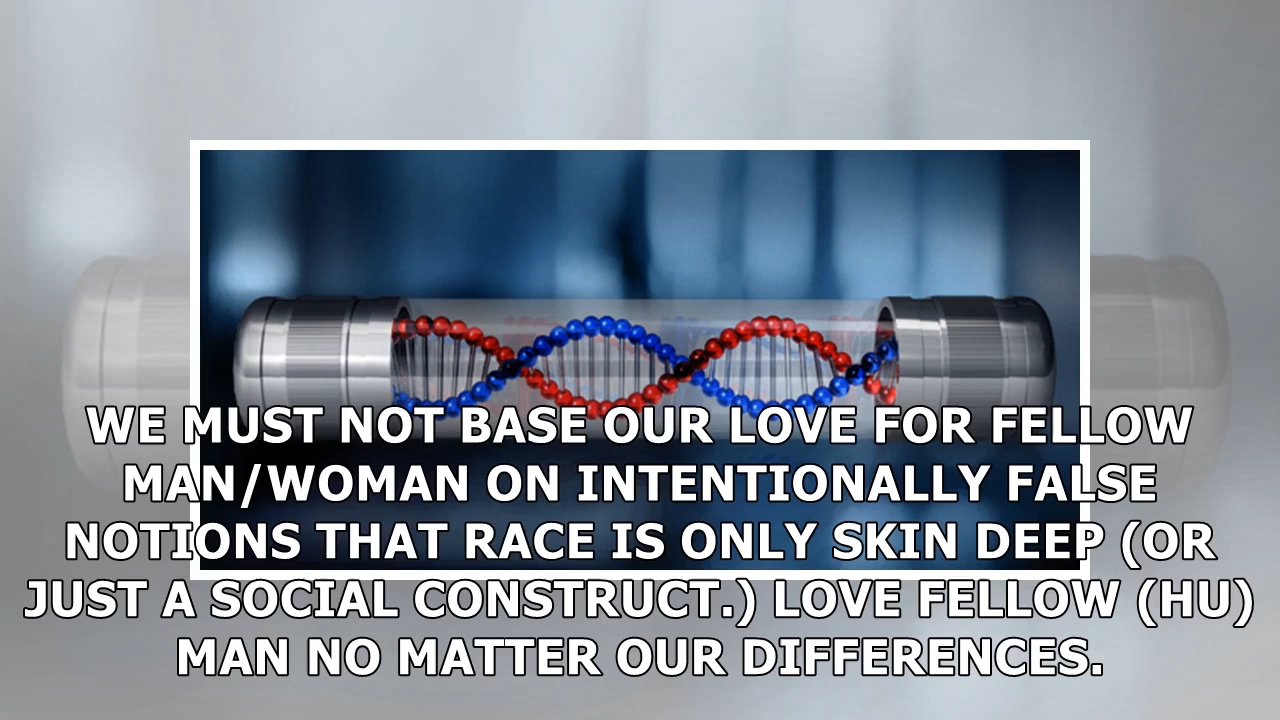 WE MUST NOT BASE OUR LOVE FOR FELLOW
MAN/WOMAN ON INTENTIONALLY FALSE
NOTIONS THAT RACE IS ONLY SKIN DEEP (OR
JUST A SOCIAL CONSTRUCT.) LOVE FELLOW (HU)
MAN NO MATTER OUR DIFFERENCES.